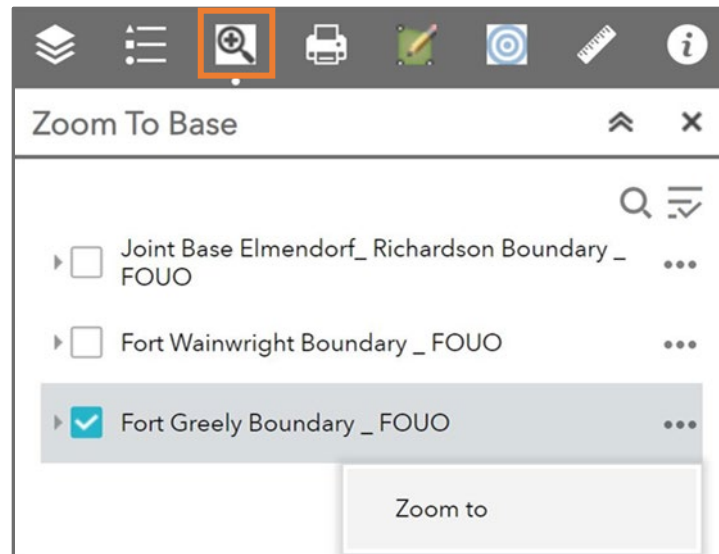 Zoom To Base
Joint Base Elmendorf_ Richardson Boundary _
FOUO
Fort Wainwright Boundary _ FOUO
Fort Greely Boundary _ FOUO
Zoom to